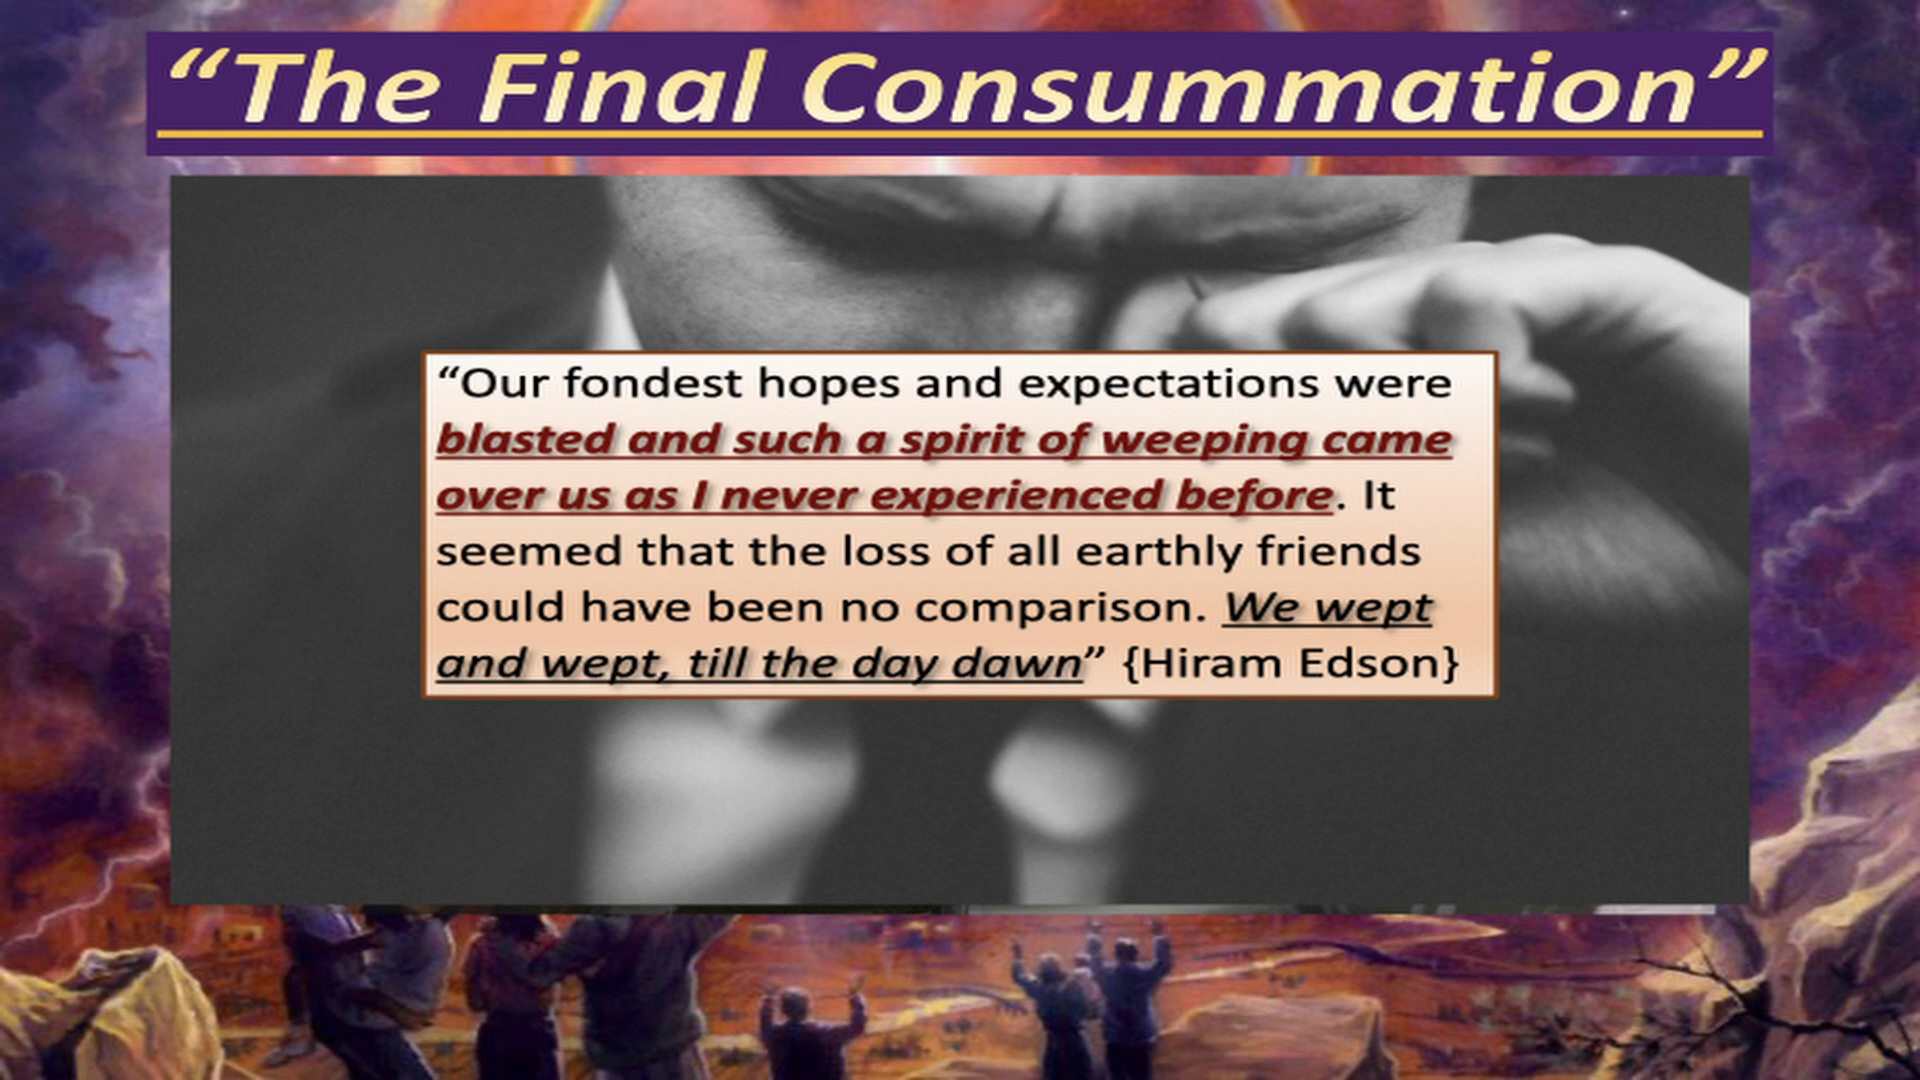 “The Final Consummation”
“Our fondest hopes and expectations were
blasted and such a spirit of weeping came
over us as I never experienced before. It
seemed that the loss of all earthly friends
could have been no comparison. We wept
and wept, till the day dawn” {Hiram Edson}